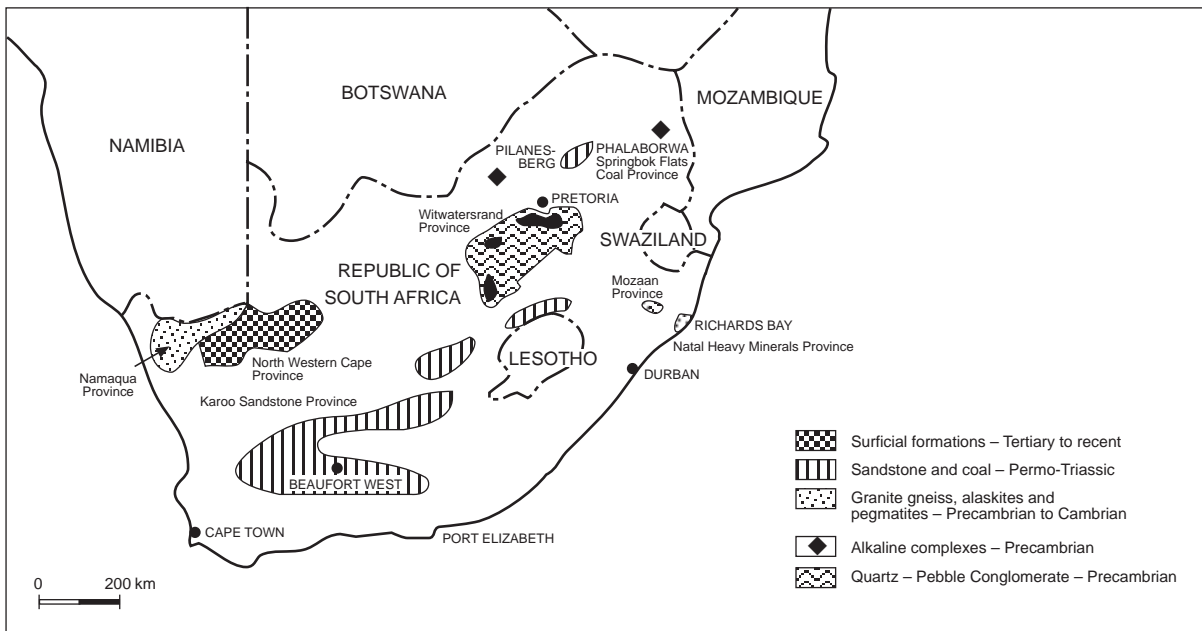 BOTSWANA
MOZAMBIQUE
NAMIBIA
PILANES-
BERG
PHALABORWA
Springbok Flats
Coal Province
PRETORIA
Witwatersrand
Province
SWAZILAND
REPUBLIC OF
SOUTH AFRICA
Mozaan
Province
RICHARDS BAY
Natal Heavy Minerals Province
LESOTHO
North Western Cape
Province
Namaqua
Province
DURBAN
Karoo Sandstone Province
BEAUFORT WEST
CAPE TOWN
PORT ELIZABETH
Surficial formations – Tertiary to recent
Sandstone and coal – Permo-Triassic
Granite gneiss, alaskites and
pegmatites – Precambrian to Cambrian
Alkaline complexes – Precambrian
Quartz – Pebble Conglomerate – Precambrian
0 200 km